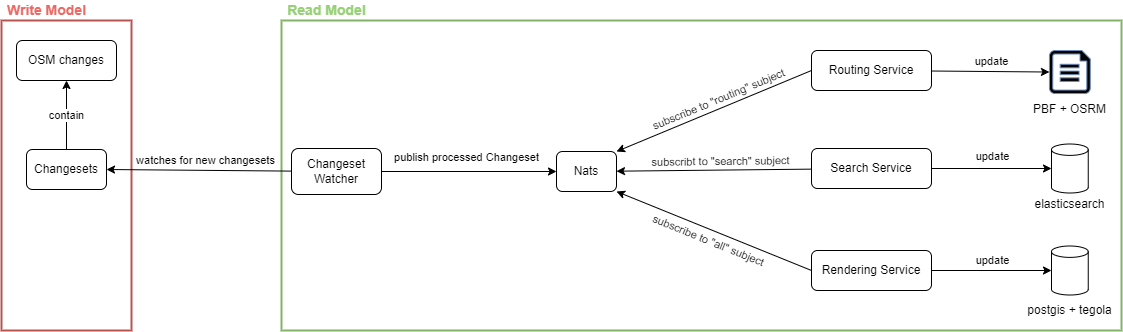 Write Model
Read Model
OSM changes
contain
Changesets
watches for new changesets
Changeset
Watcher
publish processed Changeset
Nats
subscribe to "routing" subject
subscribt to "search" subject
subscribe to "all" subject
Routing Service
update
PBF + OSRM
Search Service
update
elasticsearch
Rendering Service
update
postgis + tegola